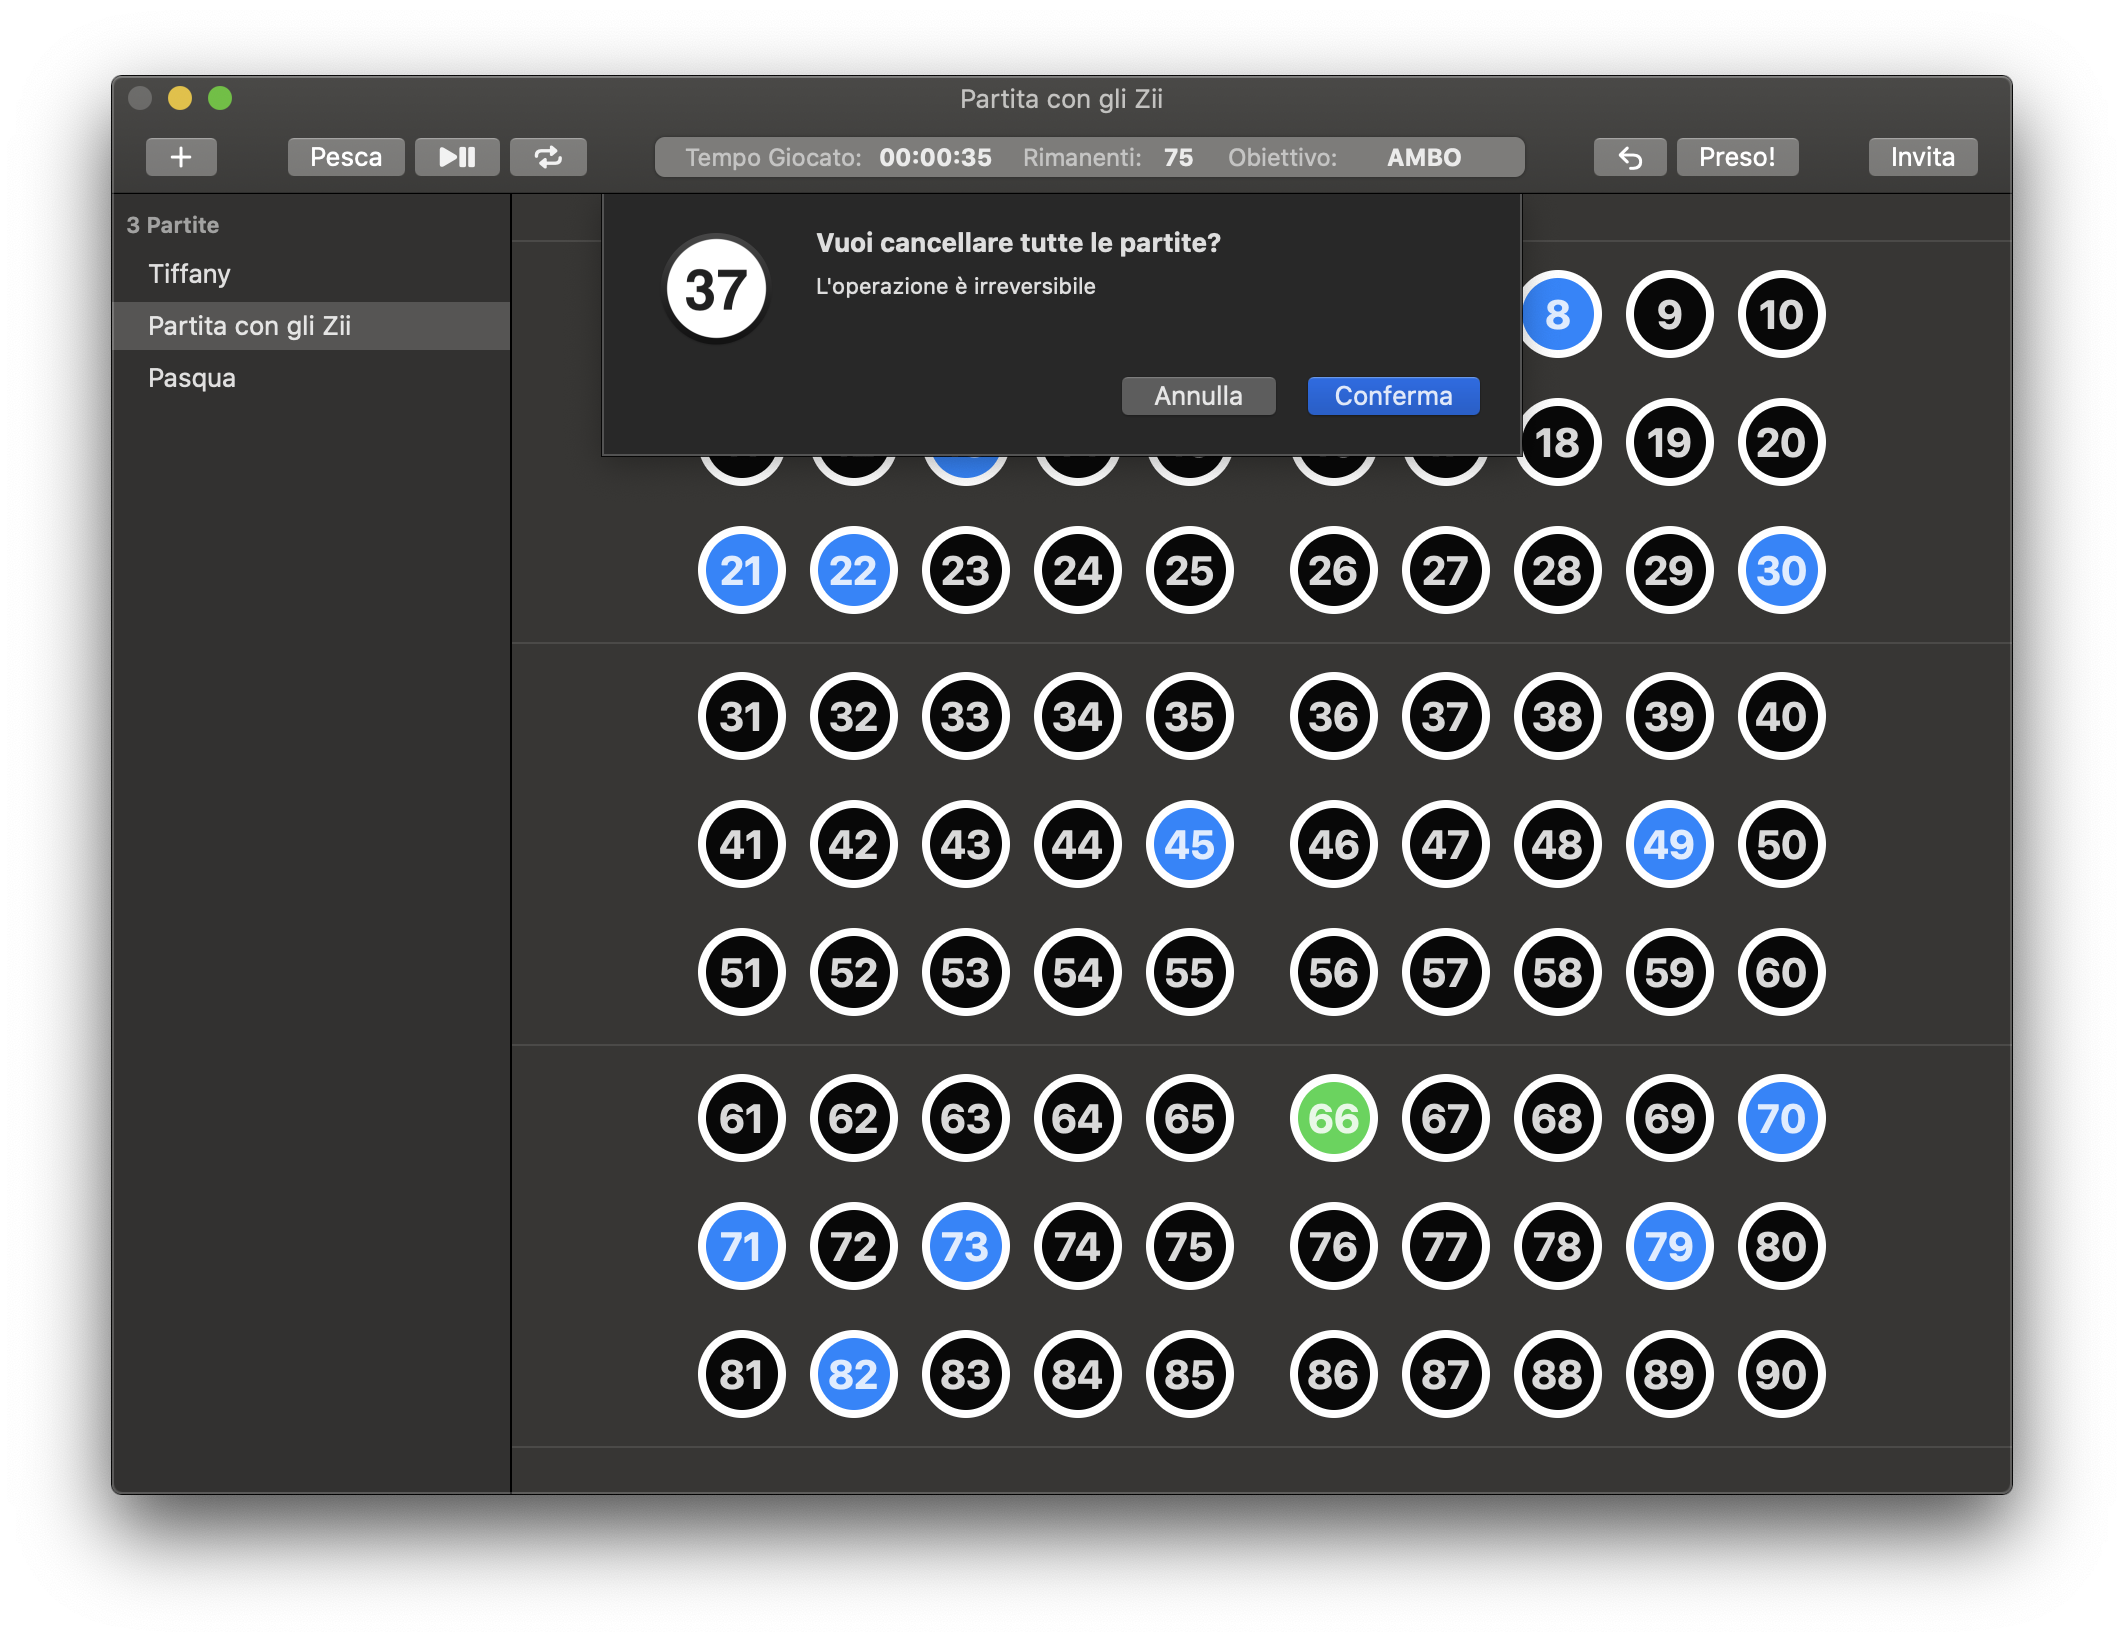 Partita con gli Zii
+ Pesca Tempo Giocato: 00:00:35 Rimanenti: 75 Obiettivo: AMBO Preso! Invita
3 Partite
Tiffany
Partita con gli Zii
Pasqua
37
Vuoi cancellare tutte le partite?
L'operazione è irreversibile
Annulla Conferma
8 9 10
18 19 20
21 22 23 24 25 26 27 28 29 30
31 32 33 34 35 36 37 38 39 40
41 42 43 44 45 46 47 48 49 50
51 52 53 54 55 56 57 58 59 60
61 62 63 64 65 66 67 68 69 70
71 72 73 74 75 76 77 78 79 80
81 82 83 84 85 86 87 88 89 90